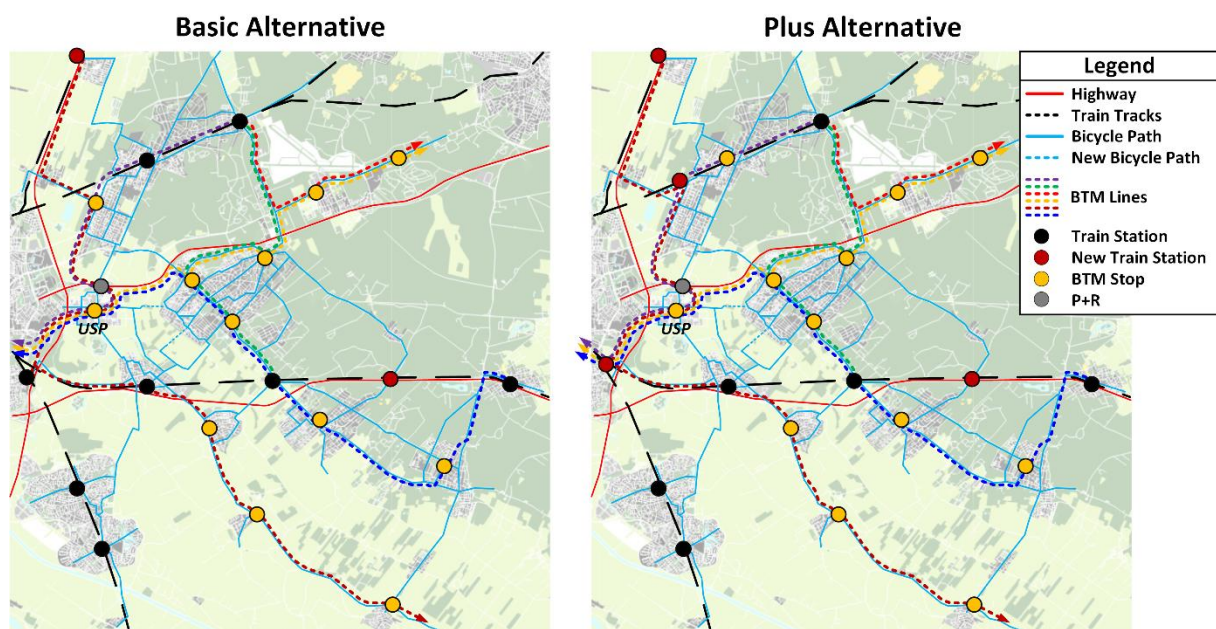 Basic Alternative
Plus Alternative
Legend
Highway
Train Tracks
Bicycle Path
New Bicycle Path
BTM Lines
Train Station
New Train Station
BTM Stop
P+R
USP
USP